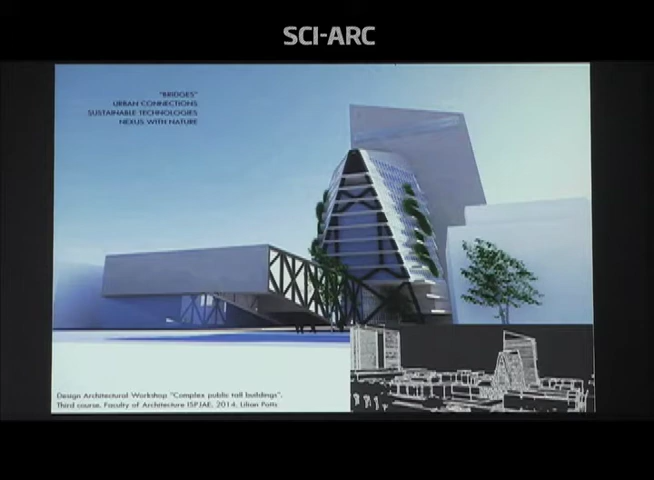 SCI-ARC
"BRIDGES"
URBAN CONNECTIONS
SUSTAINABLE TECHNOLOGIES
NEXUS WITH NATURE
Design Architectural Workshop "Complex public tall buildings".
Third course. Faculty of Architecture ISPJAE. 2014. Lilian Potts